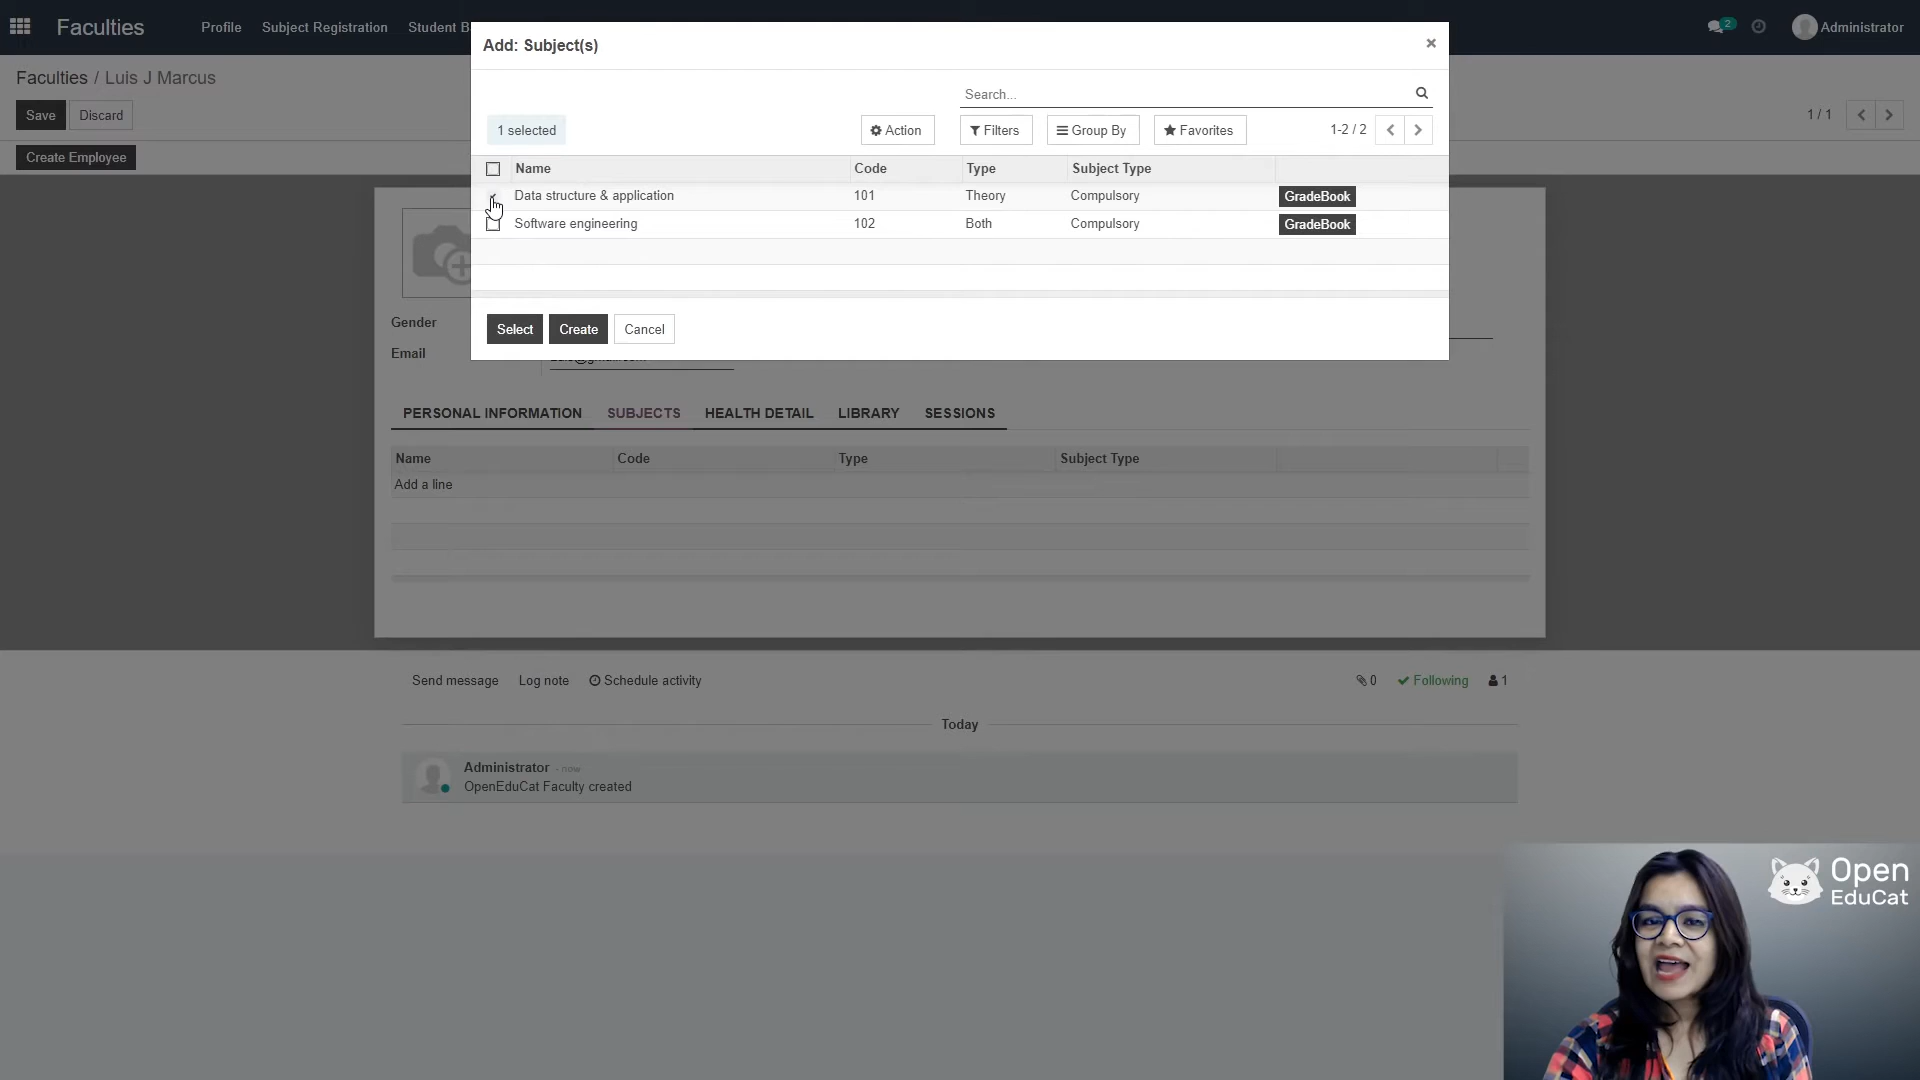 Faculties Profile Subject Registration Student B
2 Administrator
Add: Subject(s) ×
Faculties / Luis J Marcus
Save Discard
1 / 1
Create Employee
Search...
1 selected Action Filters Group By Favorites 1-2 / 2
Name Code Type Subject Type
Data structure & application 101 Theory Compulsory GradeBook
Software engineering 102 Both Compulsory GradeBook
Select Create Cancel
Gender
Email
PERSONAL INFORMATION SUBJECTS HEALTH DETAIL LIBRARY SESSIONS
Name Code Type Subject Type
Add a line
Send message Log note Schedule activity 0 Following 1
Today
Administrator - now
OpenEduCat Faculty created
Open
EduCat